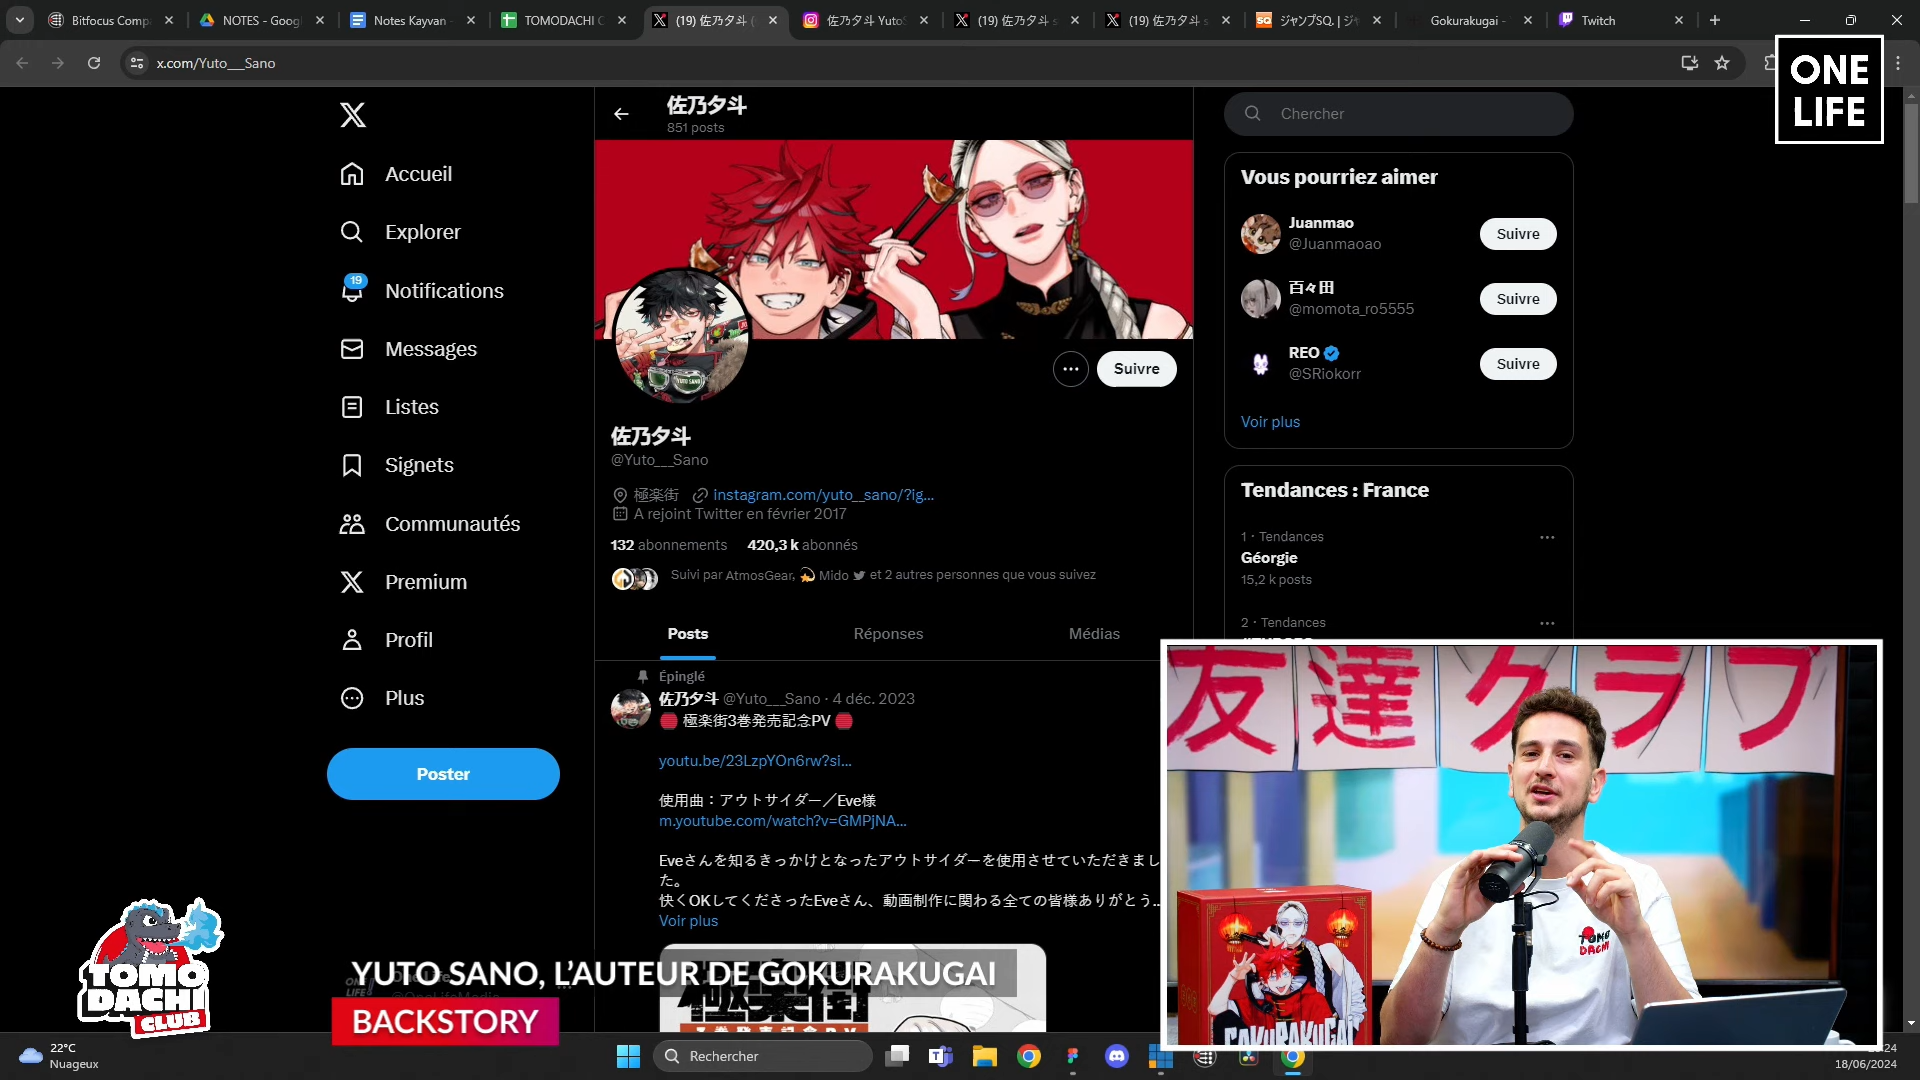 Bitfocus Comp
NOTES - Goog
Notes Kayvan -
TOMODACHI C
(19) 佐乃夕斗 (
佐乃夕斗 YutoS
(19) 佐乃夕斗 s
(19) 佐乃夕斗 s
ジャンプSQ. | ジャ
Gokurakugai -
Twitch
x.com/Yuto___Sano
ONE
LIFE
佐乃夕斗
851 posts
Chercher
Accueil
Explorer
19
Notifications
Messages
Listes
Signets
Communautés
Premium
Profil
Plus
Poster
Suivre
佐乃夕斗
@Yuto___Sano
極楽街 instagram.com/yuto__sano/?ig...
A rejoint Twitter en février 2017
132 abonnements 420,3 k abonnés
Suivi par AtmosGear, Mido et 2 autres personnes que vous suivez
Posts
Réponses
Médias
Épinglé
佐乃夕斗 @Yuto___Sano · 4 déc. 2023
極楽街3巻発売記念PV
youtu.be/23LzpYOn6rw?si...
使用曲：アウトサイダー／Eve様
m.youtube.com/watch?v=GMPjNA...
Eveさんを知るきっかけとなったアウトサイダーを使用させていただきまし
た。
快くOKしてくださったEveさん、動画制作に関わる全ての皆様ありがとう...
Voir plus
Vous pourriez aimer
Juanmao
@Juanmaoao
Suivre
百々田
@momota_ro5555
Suivre
REO
@SRiokorr
Suivre
Voir plus
Tendances : France
1 · Tendances
Géorgie
15,2 k posts
2 · Tendances
友達クラブ
TOMO
DACHI
GOKURAKUGAI
TOMO
DACHI
CLUB
YUTO SANO, L'AUTEUR DE GOKURAKUGAI
BACKSTORY
22°C
Nuageux
Rechercher
18/06/2024